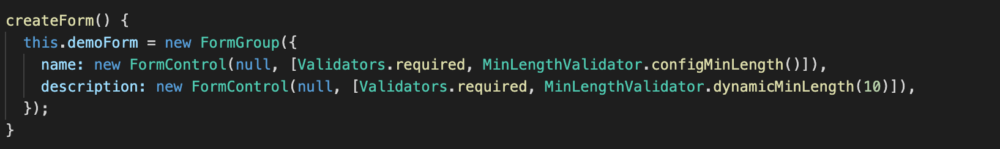 createForm() {
this.demoForm = new FormGroup({
name: new FormControl(null, [Validators.required, MinLengthValidator.configMinLength()]),
description: new FormControl(null, [Validators.required, MinLengthValidator.dynamicMinLength(10)]),
});
}